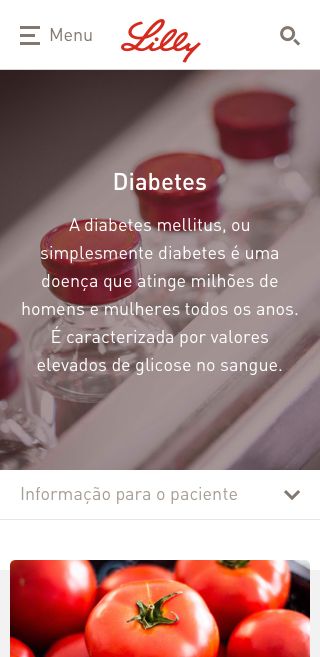 Menu
Lilly
Diabetes
A diabetes mellitus, ou
simplesmente diabetes é uma
doença que atinge milhões de
homens e mulheres todos os anos.
É caracterizada por valores
elevados de glicose no sangue.
Informação para o paciente